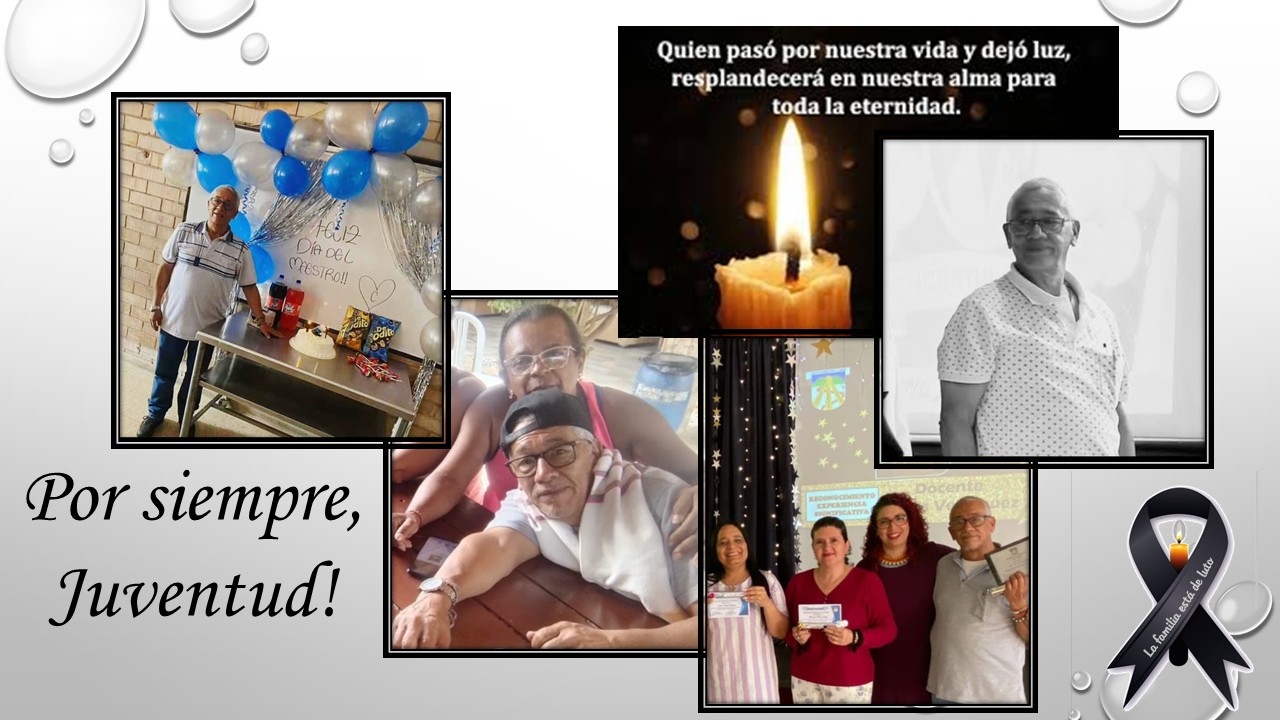 Quien pasó por nuestra vida y dejó luz,
resplandecerá en nuestra alma para
toda la eternidad.
FELIZ
DIA DEL
MAESTRO!!
Por siempre,
Juventud!
RECONOCIMIENTO
EXPERIENCIA
SIGNIFICATIVA
Docente
La familia está de luto